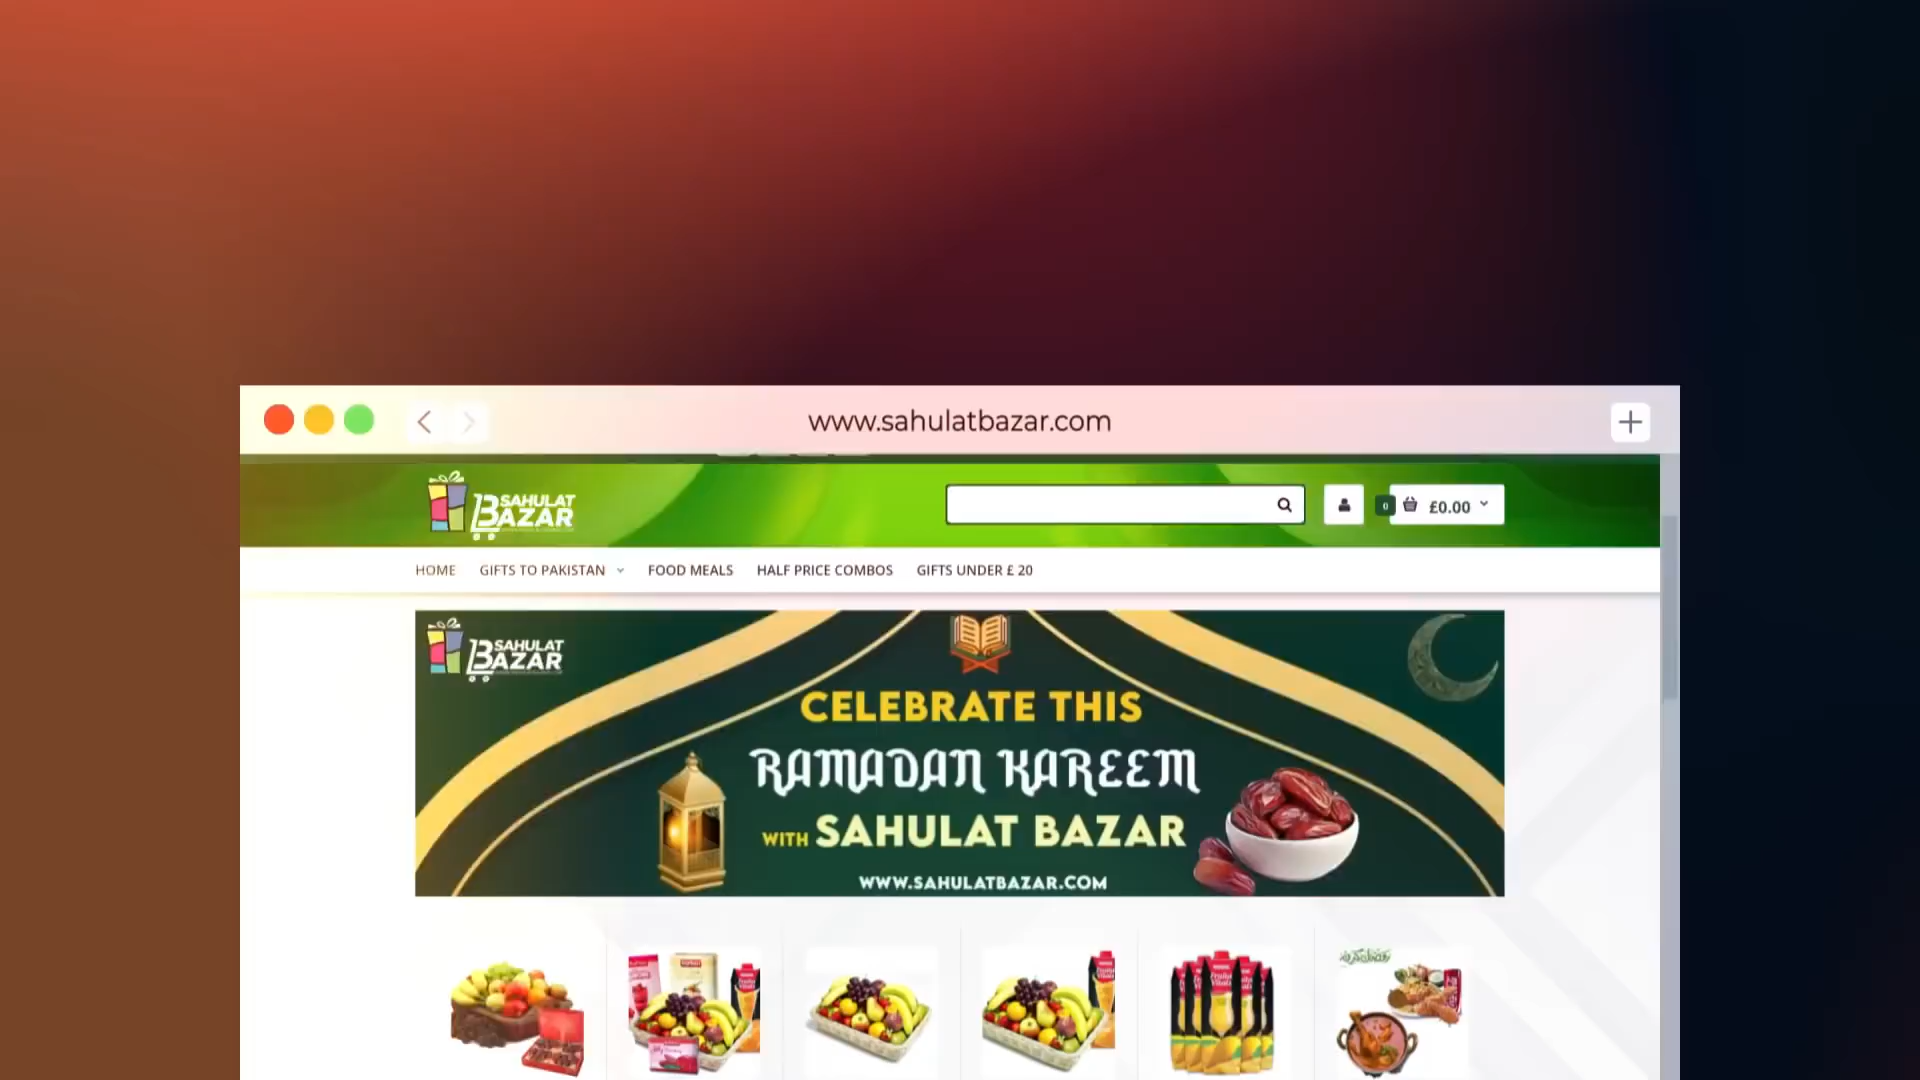 www.sahulatbazar.com
SAHULAT
BAZAR
0
£0.00
HOME GIFTS TO PAKISTAN FOOD MEALS HALF PRICE COMBOS GIFTS UNDER £ 20
SAHULAT
BAZAR
CELEBRATE THIS
RAMADAN KAREEM
WITH SAHULAT BAZAR
WWW.SAHULATBAZAR.COM